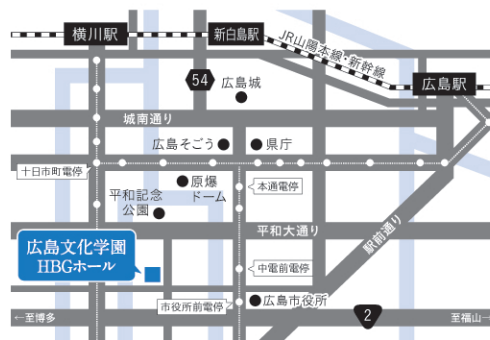 横川駅
新白島駅
JR山陽本線・新幹線
広島駅
54
広島城
城南通り
広島そごう
県庁
十日市町電停
原爆
ドーム
本通電停
平和記念
公園
平和大通り
駅前通り
広島文化学園
HBGホール
中電前電停
市役所前電停
広島市役所
←至博多
2
至福山→